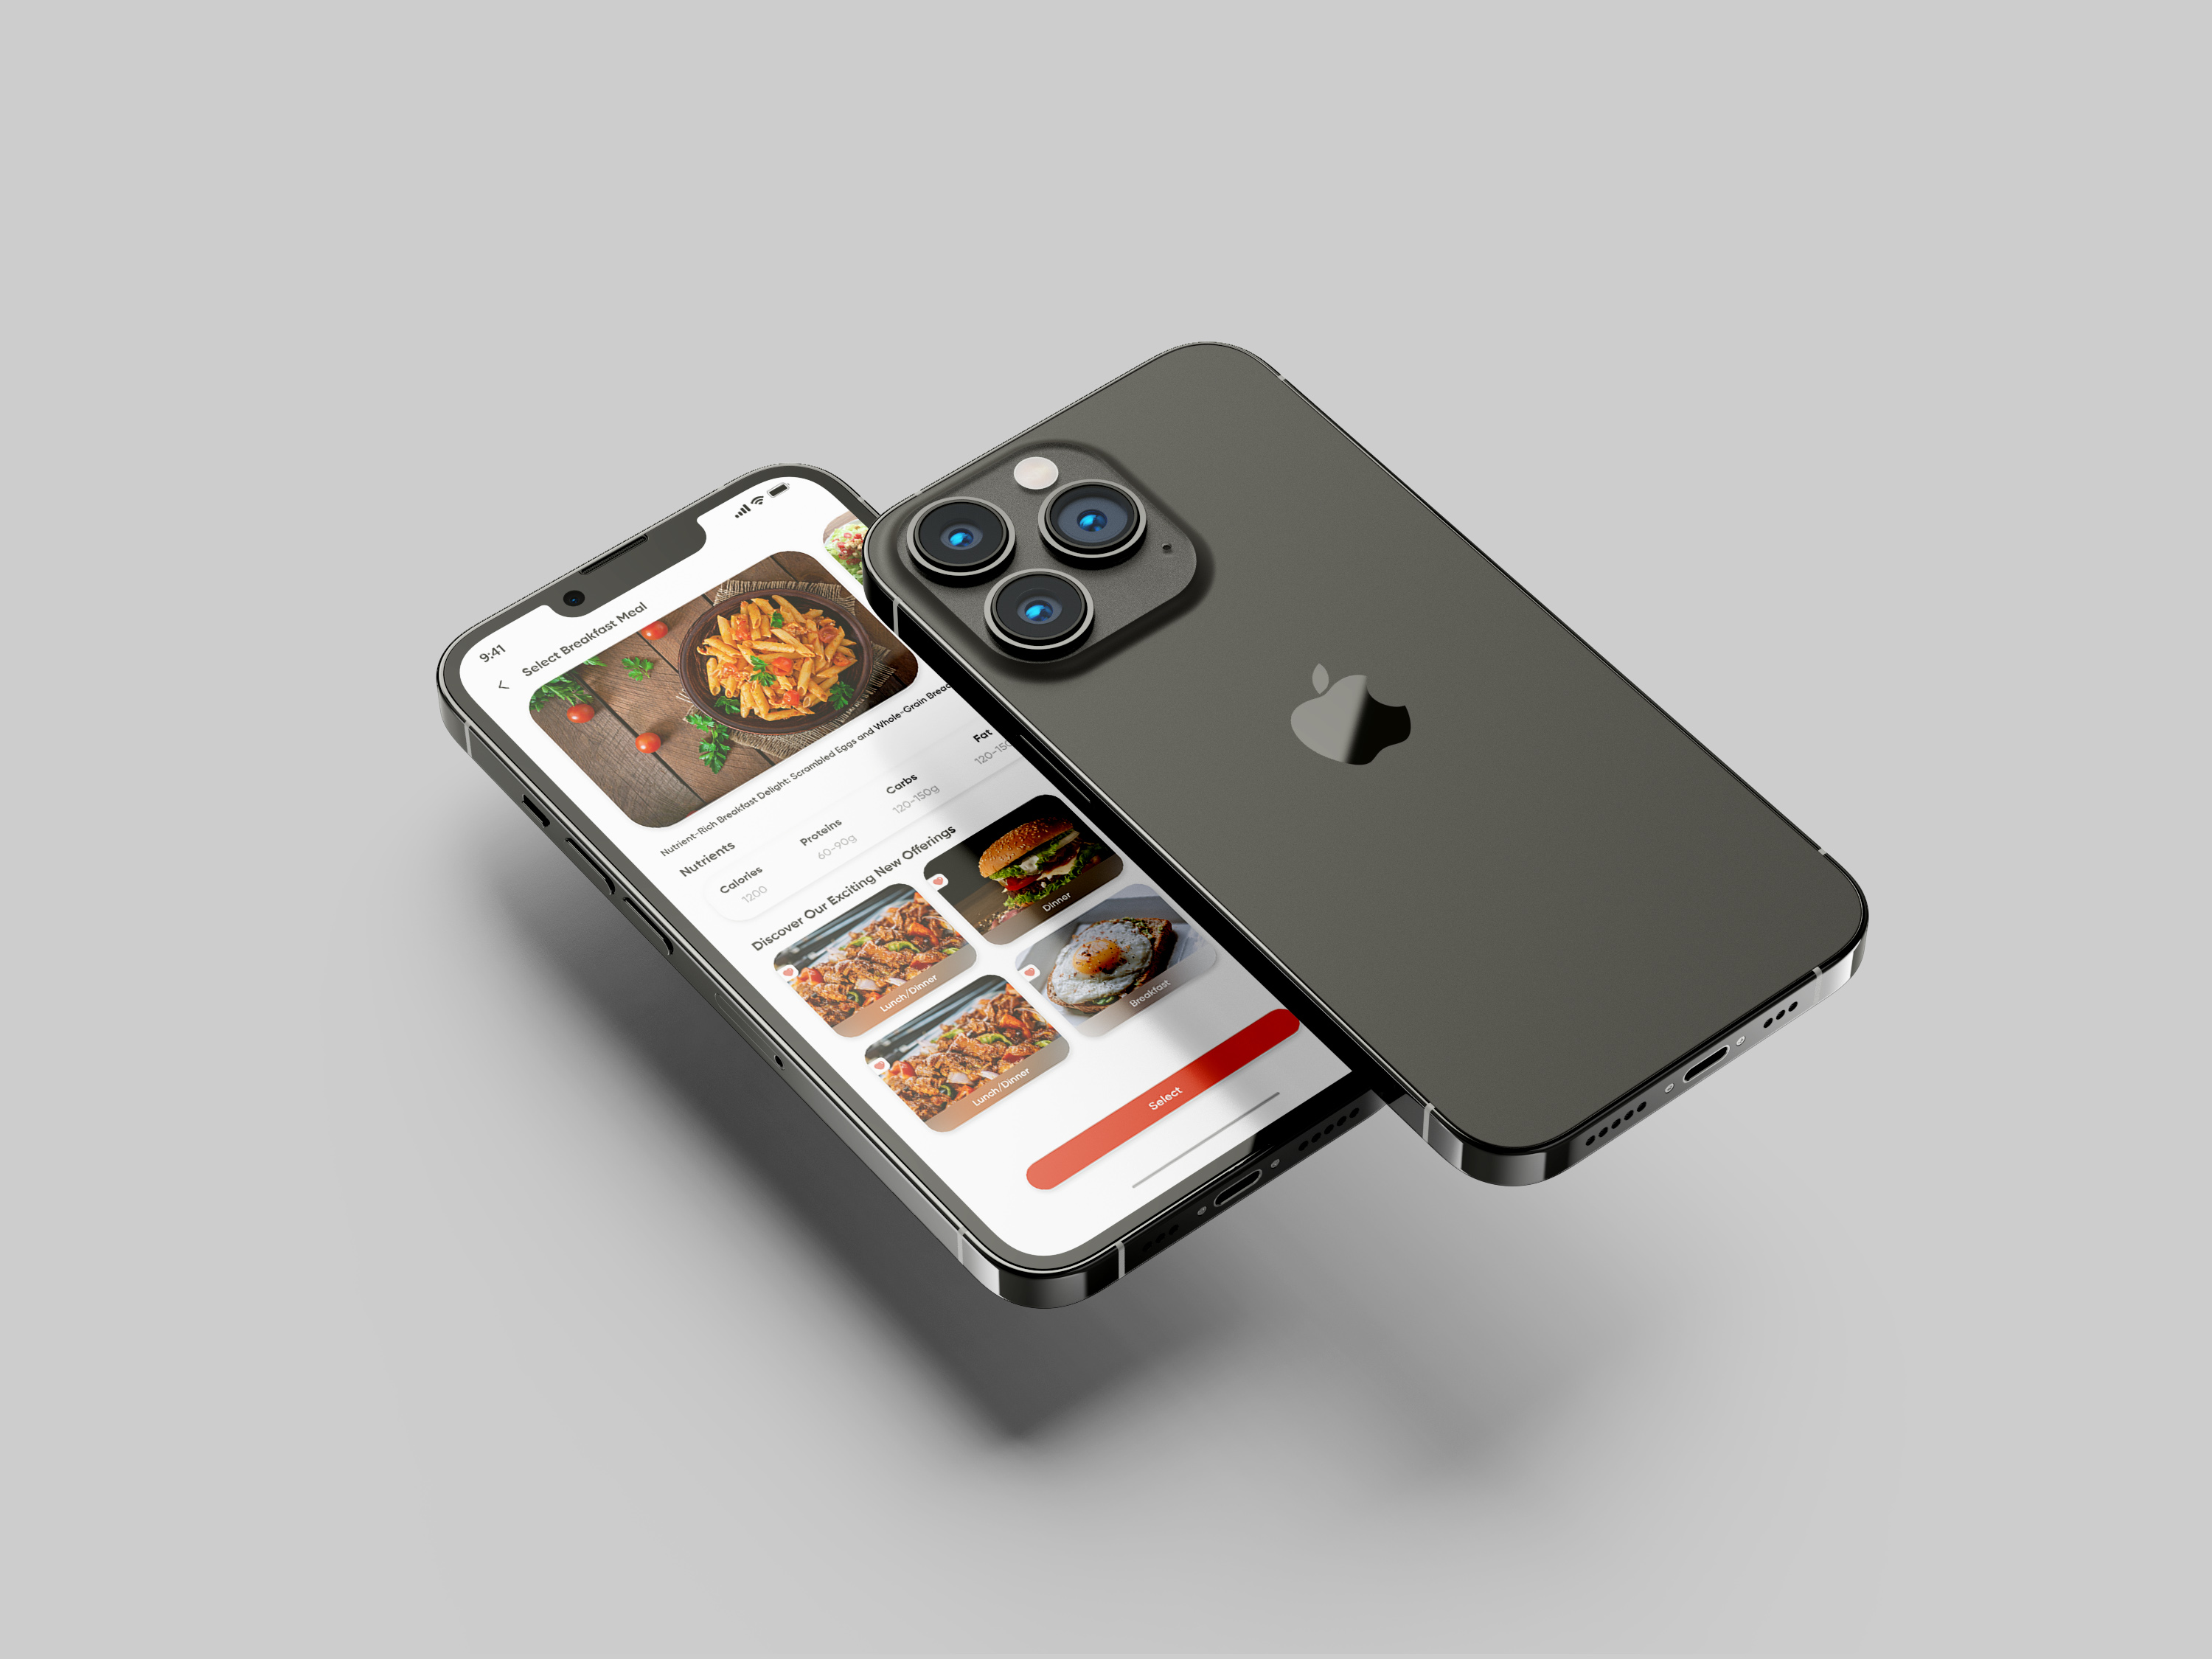 9:41
Select Breakfast Meal
Nutrient-Rich Breakfast Delight: Scrambled Eggs and Whole-Grain Bread
Nutrients
Calories
1200
Proteins
60-90g
Carbs
120-150g
Fat
120-150
Discover Our Exciting New Offerings
Lunch/Dinner
Dinner
Lunch/Dinner
Breakfast
Select